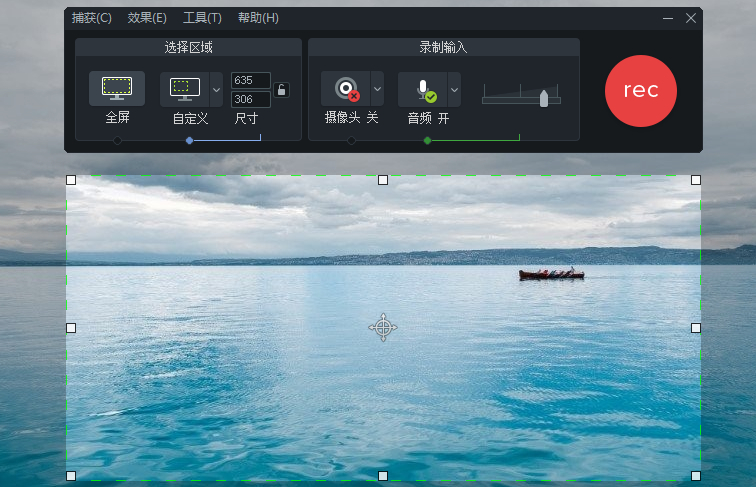 捕获(C) 效果(E) 工具(T) 帮助(H)
选择区域
录制输入
635
306
rec
全屏 自定义 尺寸
摄像头 关 音频 开